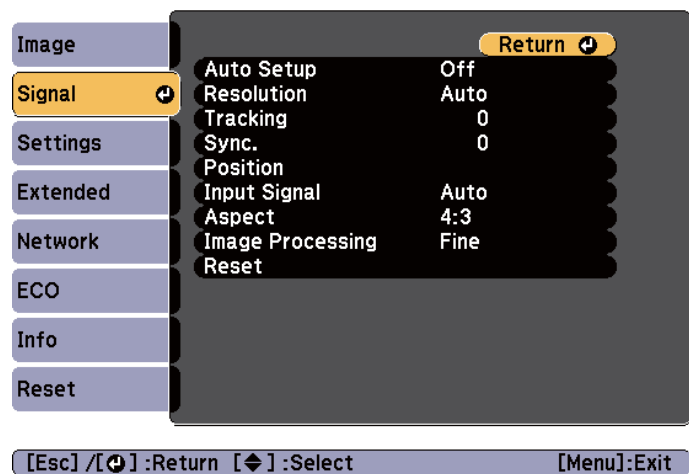 Image
Signal
Settings
Extended
Network
ECO
Info
Reset
Return
Auto Setup Off
Resolution Auto
Tracking 0
Sync. 0
Position
Input Signal Auto
Aspect 4:3
Image Processing Fine
Reset
[Esc] /[⏎] :Return [◆] :Select [Menu]:Exit